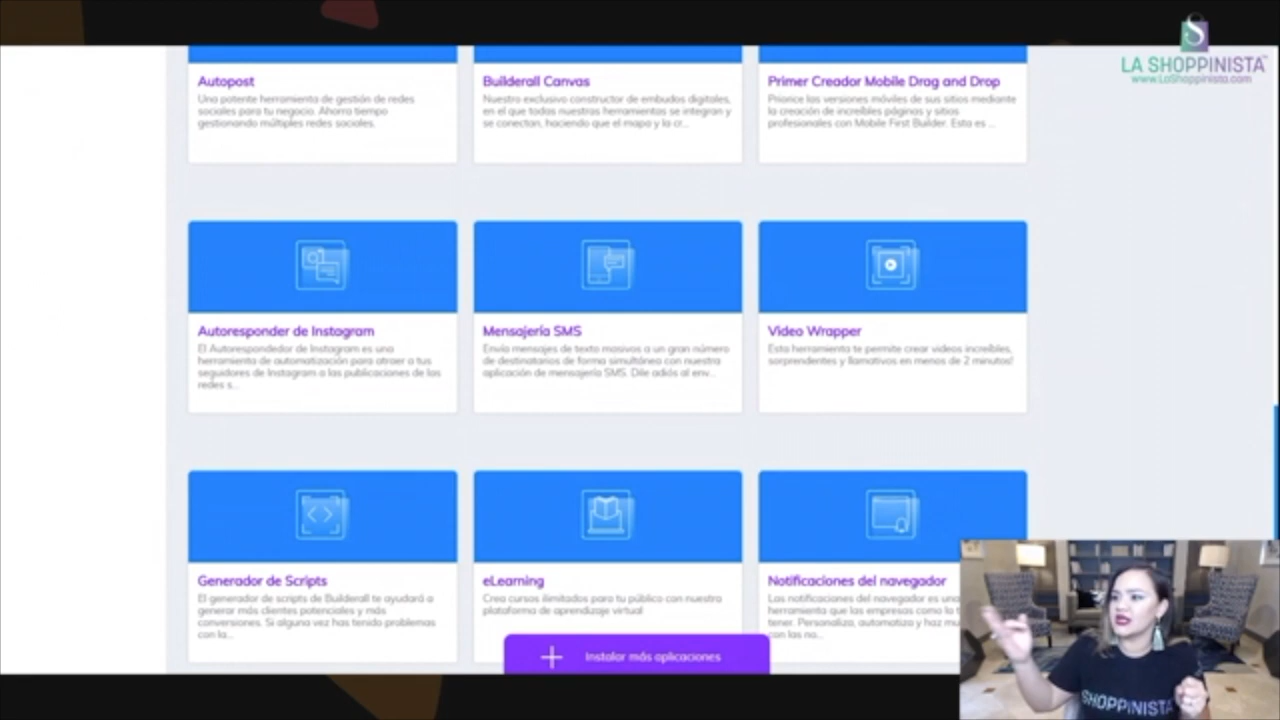 LA SHOPPINISTA
www.LaShoppinista.com
Autopost
Una potente herramienta de gestión de redes
sociales para tu negocio. Ahorra tiempo
gestionando múltiples redes sociales.
Builderall Canvas
Nuestro exclusivo constructor de embudos digitales,
en el que todas nuestras herramientas se integran y
se conectan, haciendo que el mapa y la cr...
Primer Creador Mobile Drag and Drop
Priorice las versiones móviles de sus sitios mediante
la creación de increíbles páginas y sitios
profesionales con Mobile First Builder. Esta es ...
Autoresponder de Instagram
El Autorespondedor de Instagram es una
herramienta de automatización para atraer a tus
seguidores de Instagram a las publicaciones de las
redes s...
Mensajería SMS
Envía mensajes de texto masivos a un gran número
de destinatarios de forma simultánea con nuestra
aplicación de mensajería SMS. Dile adiós al env...
Video Wrapper
Esta herramienta te permite crear videos increíbles,
sorprendentes y llamativos en menos de 2 minutos!
Generador de Scripts
El generador de scripts de Builderall te ayudará a
generar más clientes potenciales y más
conversiones. Si alguna vez has tenido problemas
con la...
eLearning
Crea cursos ilimitados para tu público con nuestra
plataforma de aprendizaje virtual
Notificaciones del navegador
Las notificaciones del navegador es una
herramienta que las empresas como la t
tener. Personaliza, automatiza y haz mu
con las no...
Instalar más aplicaciones
SHOPPINISTA